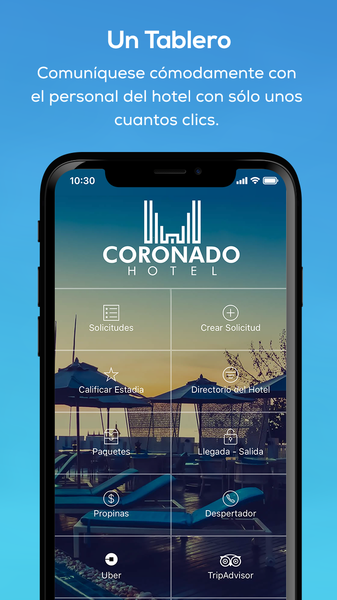 Un Tablero
Comuníquese cómodamente con
el personal del hotel con sólo unos
cuantos clics.
10:30
CORONADO
HOTEL
Solicitudes
Crear Solicitud
Calificar Estadía
Directorio del Hotel
Paquetes
Llegada - Salida
Propinas
Despertador
Uber
TripAdvisor